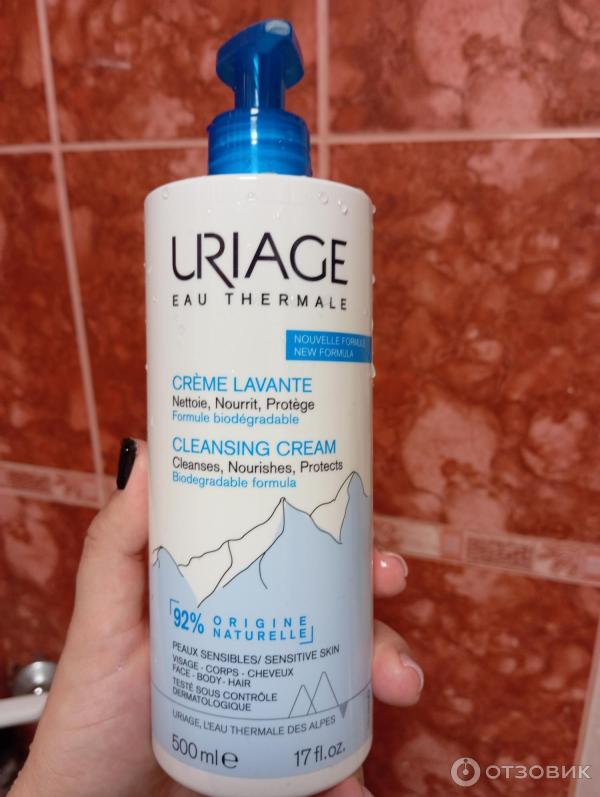 URIAGE
EAU THERMALE
NOUVELLE FORMULE
NEW FORMULA
CRÈME LAVANTE
Nettoie, Nourrit, Protège
Formule biodégradable
CLEANSING CREAM
Cleanses, Nourishes, Protects
Biodegradable formula
92% ORIGINE
NATURELLE
PEAUX SENSIBLES/ SENSITIVE SKIN
VISAGE - CORPS - CHEVEUX
FACE - BODY - HAIR
TESTÉ SOUS CONTRÔLE
DERMATOLOGIQUE
URIAGE, L'EAU THERMALE DES ALPES
500 ml e 17 fl.oz.
ОТЗОВИК